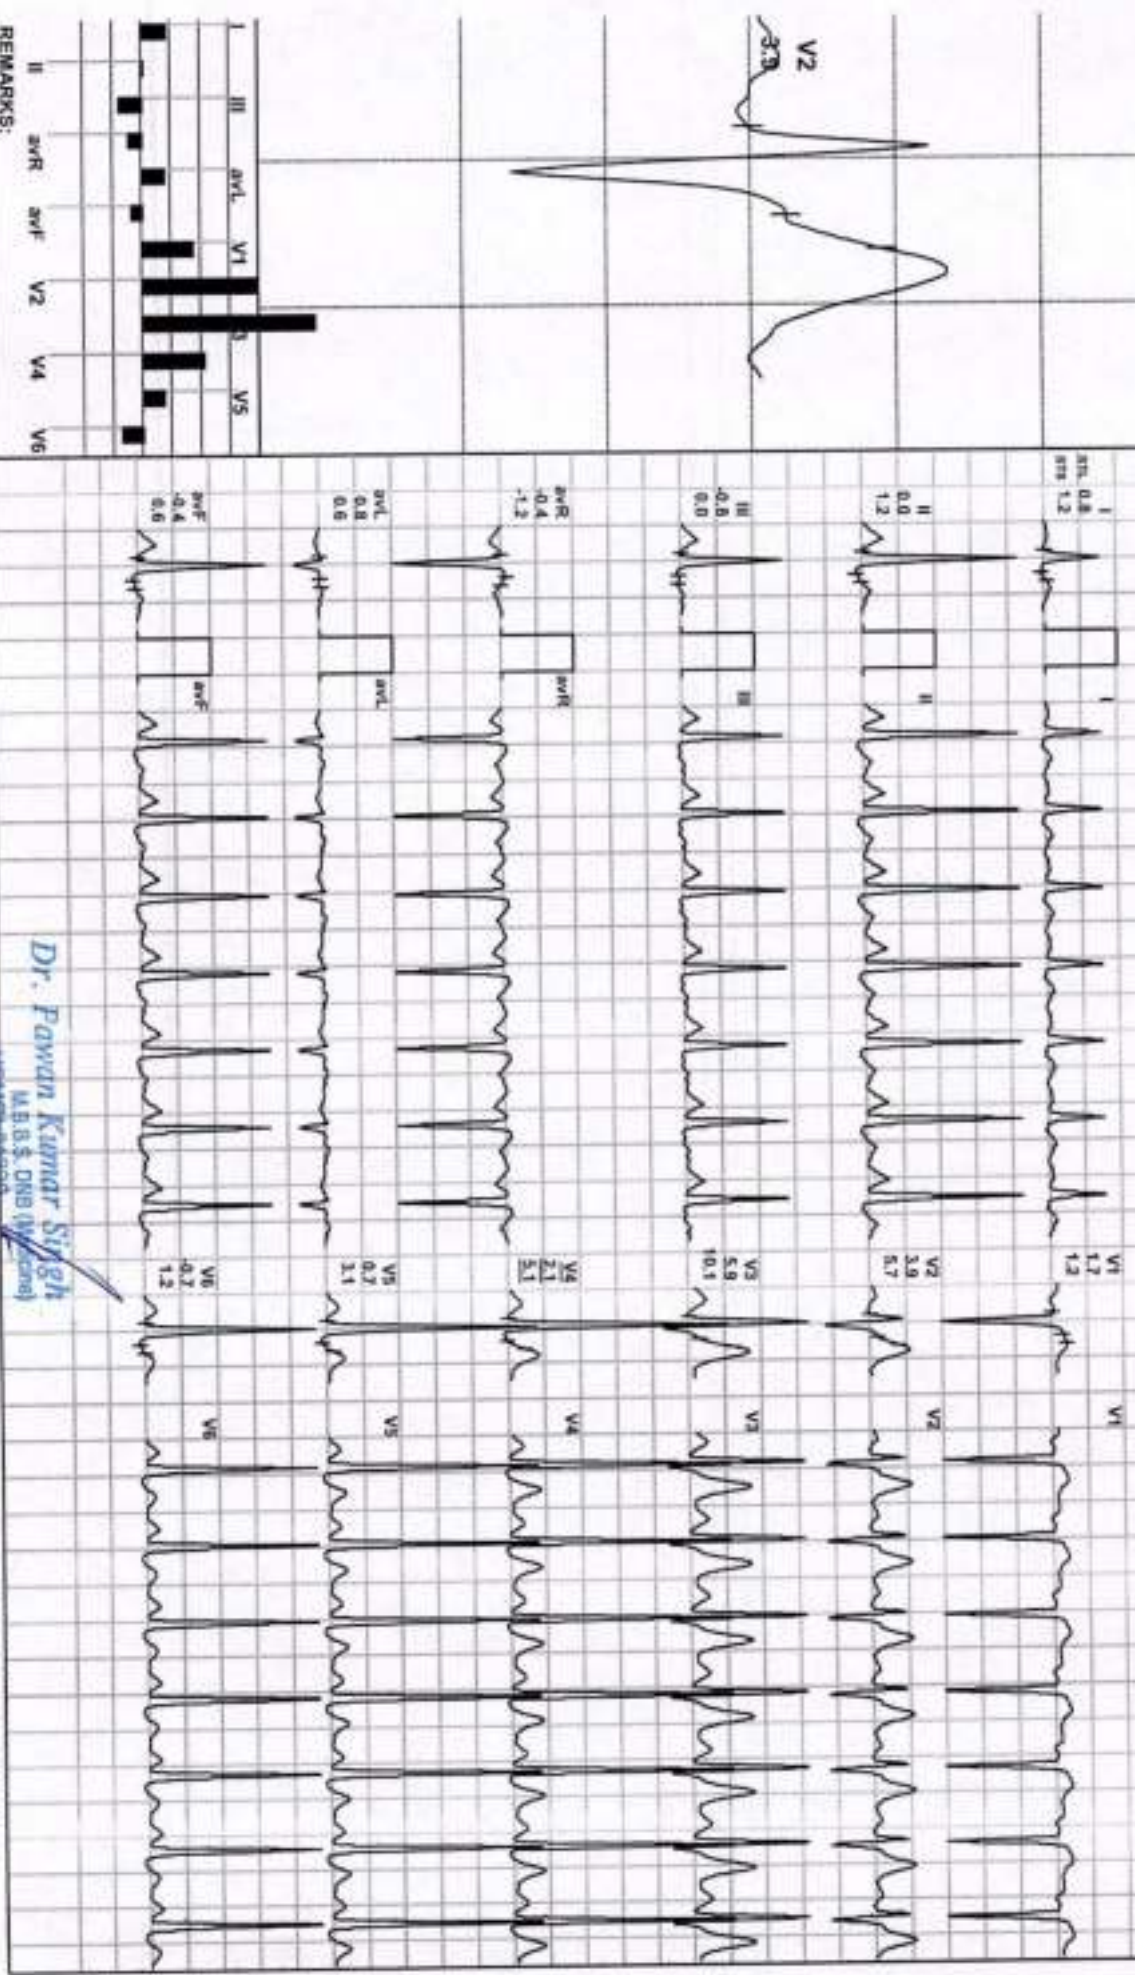 V2
3.9
I
II
III
avR
avL
avF
V1
V2
V4
V5
V6
REMARKS:
I
STL 0.8
STS 1.2
I
II
0.0
1.2
II
III
-0.8
0.0
III
avR
-0.4
-1.2
avR
avL
0.8
0.6
avL
avF
-0.4
0.6
avF
V1
1.7
1.2
V1
V2
3.9
5.7
V2
V3
5.9
10.1
V3
V4
2.1
5.1
V4
V5
0.7
3.1
V5
V6
-0.7
1.2
V6
Dr. Pawan Kumar Singh
M.B.B.S. DNB